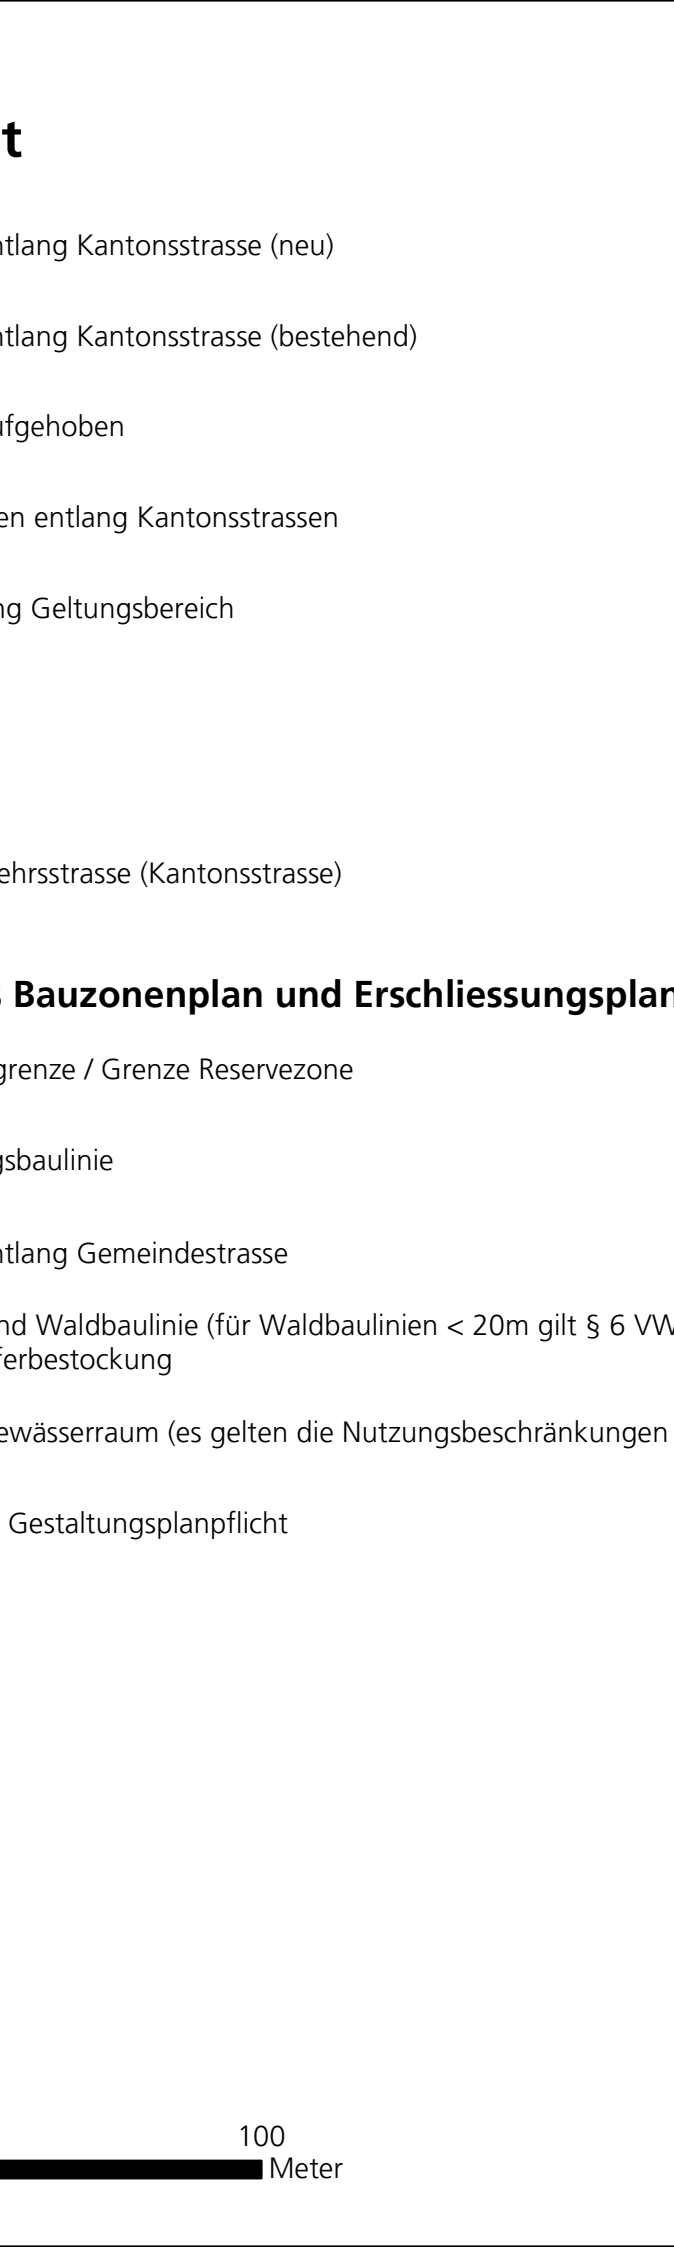 t
ntlang Kantonsstrasse (neu)
ntlang Kantonsstrasse (bestehend)
ufgehoben
en entlang Kantonsstrassen
ng Geltungsbereich
ehrsstrasse (Kantonsstrasse)
s Bauzonenplan und Erschliessungsplan
grenze / Grenze Reservezone
gsbaulinie
ntlang Gemeindestrasse
nd Waldbaulinie (für Waldbaulinien < 20m gilt § 6 VW
ferbestockung
ewässerraum (es gelten die Nutzungsbeschränkungen
Gestaltungsplanpflicht
100
Meter